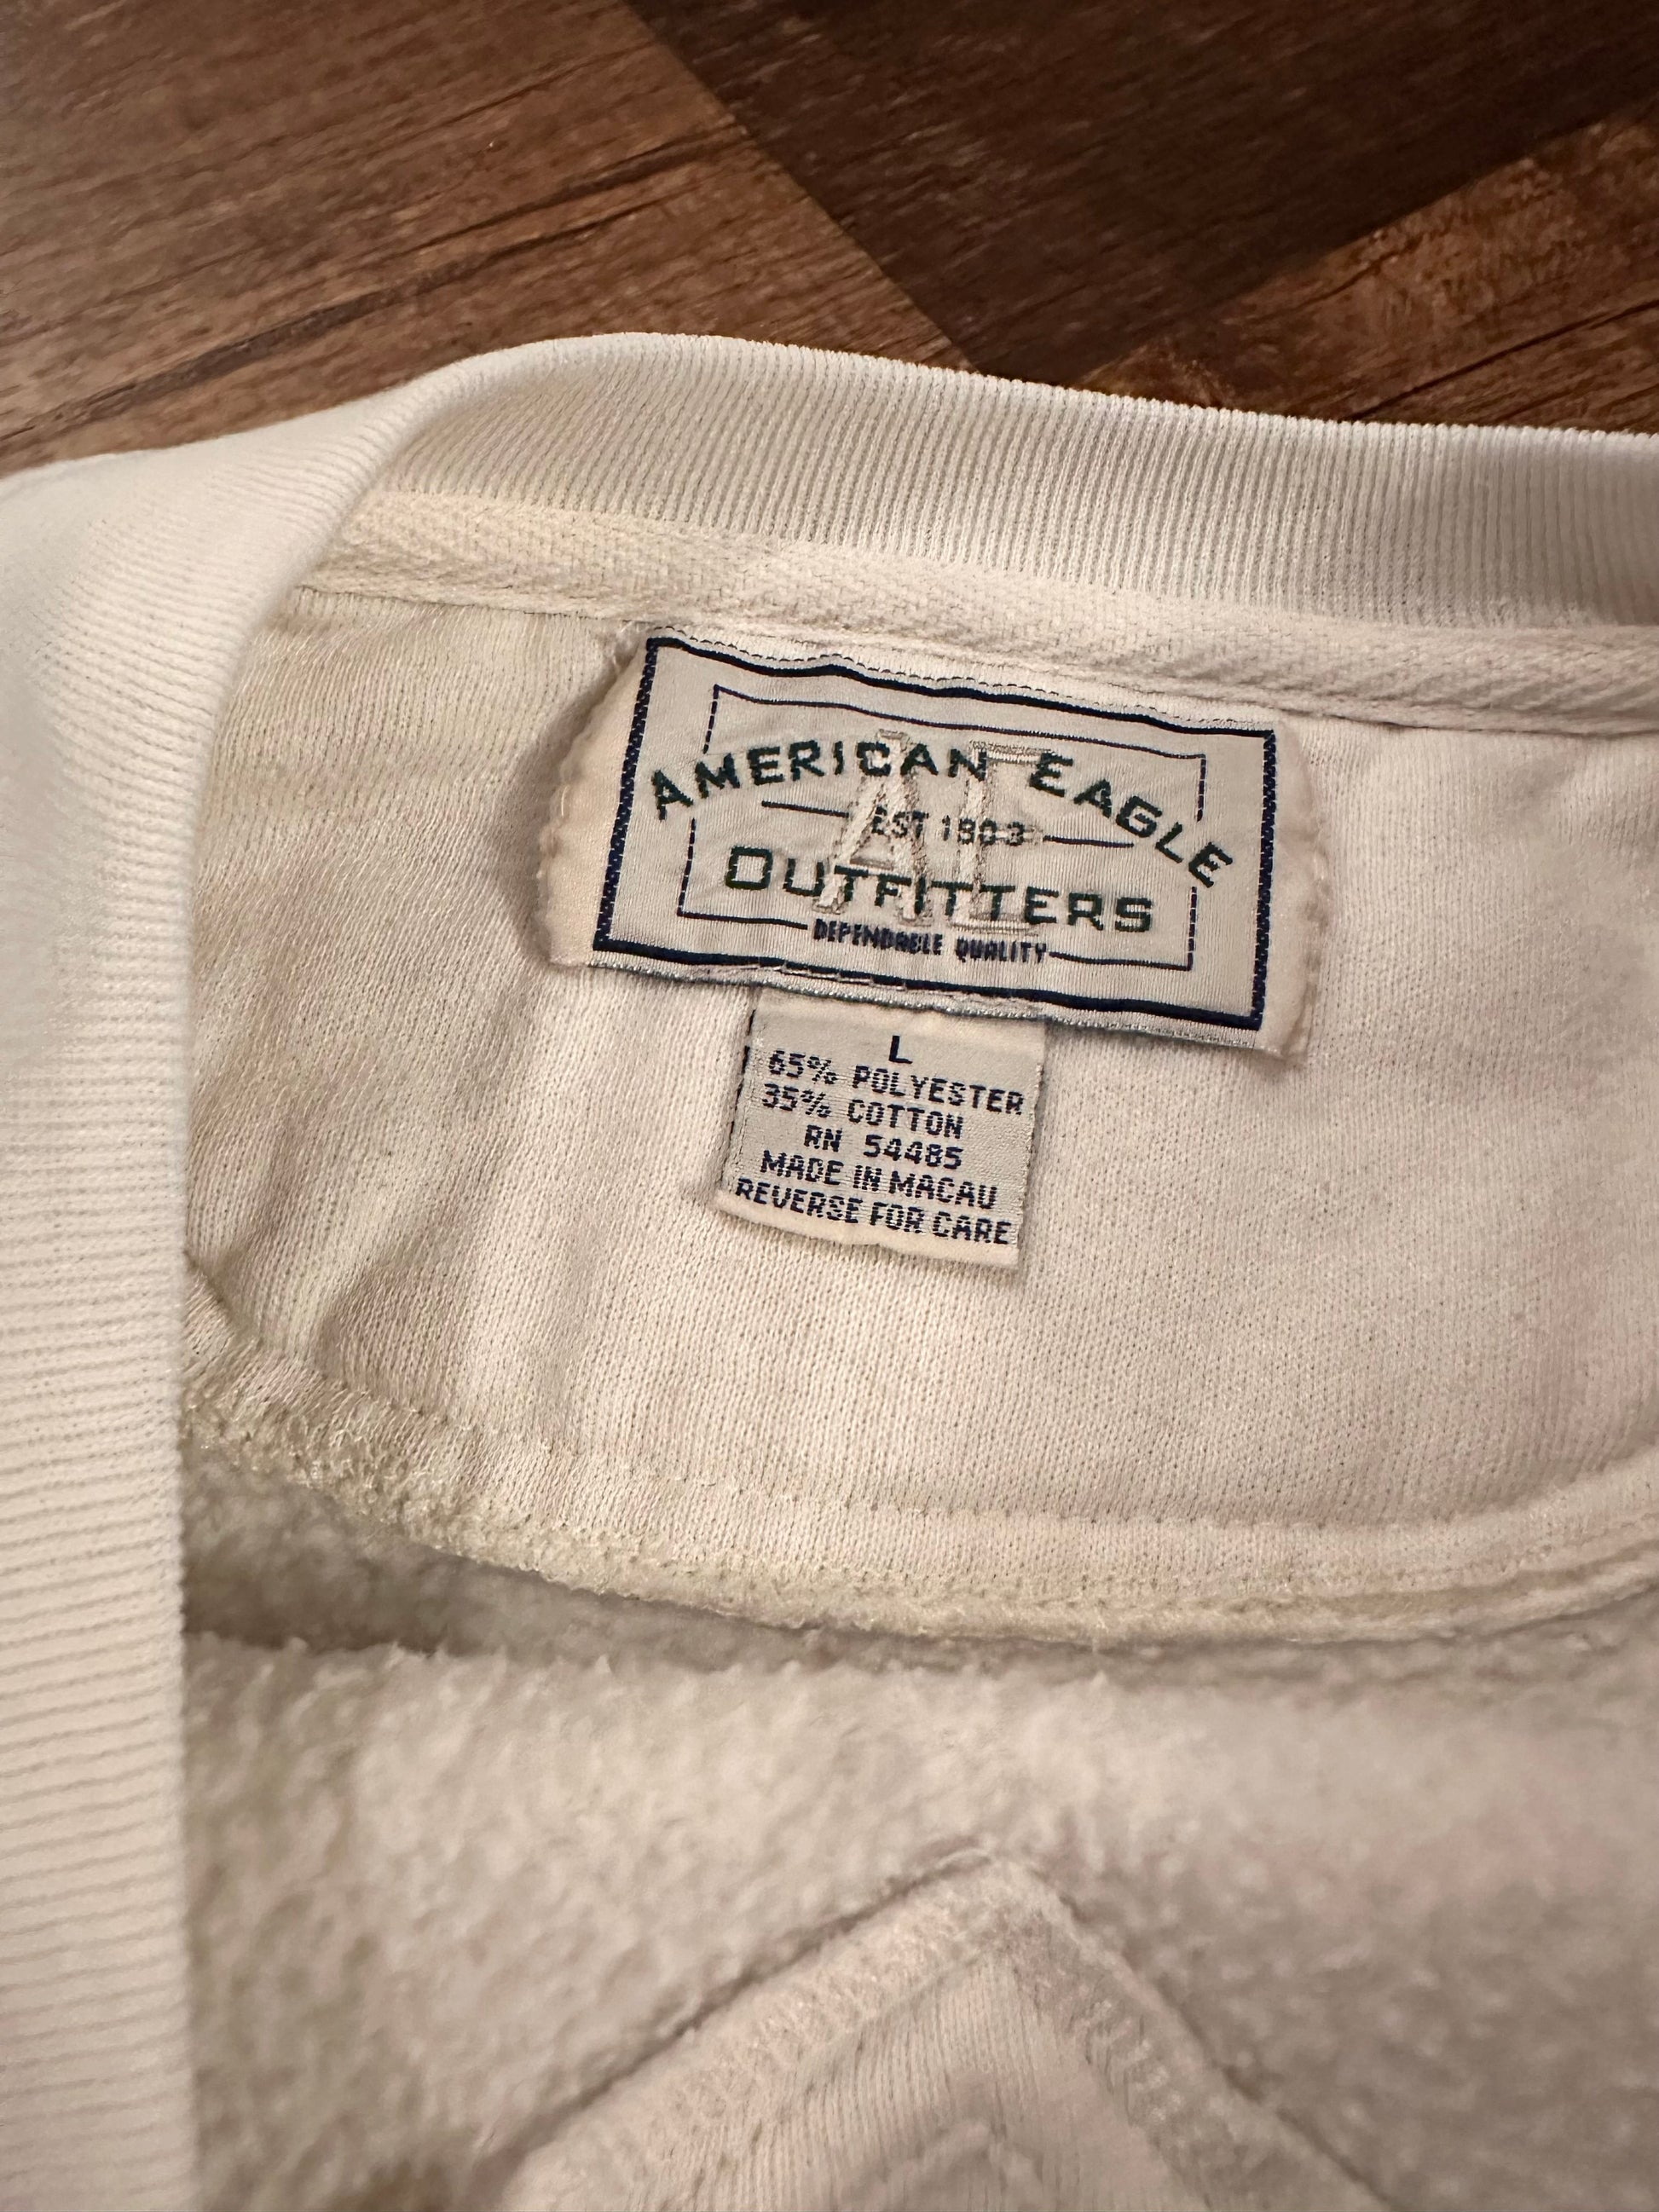 AMERICAN EAGLE
AE
EST 1903
OUTFITTERS
DEPENDABLE QUALITY
L
65% POLYESTER
35% COTTON
RN 54485
MADE IN MACAU
REVERSE FOR CARE